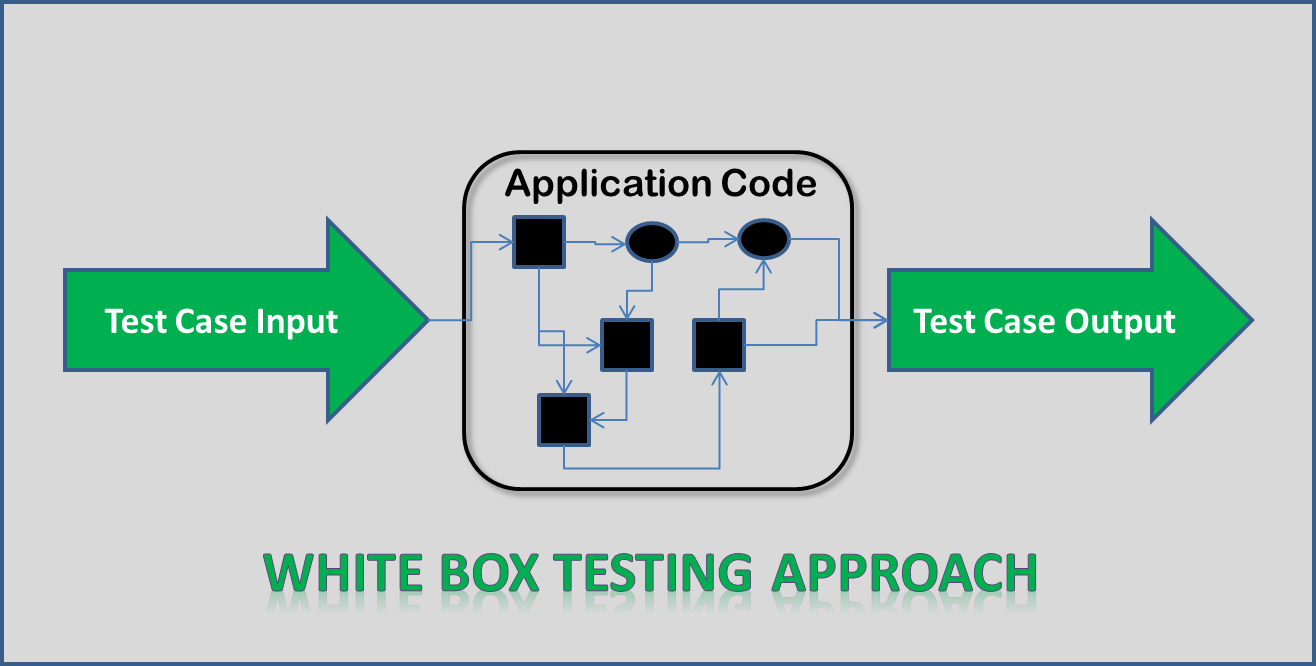 Application Code
Test Case Input
Test Case Output
WHITE BOX TESTING APPROACH